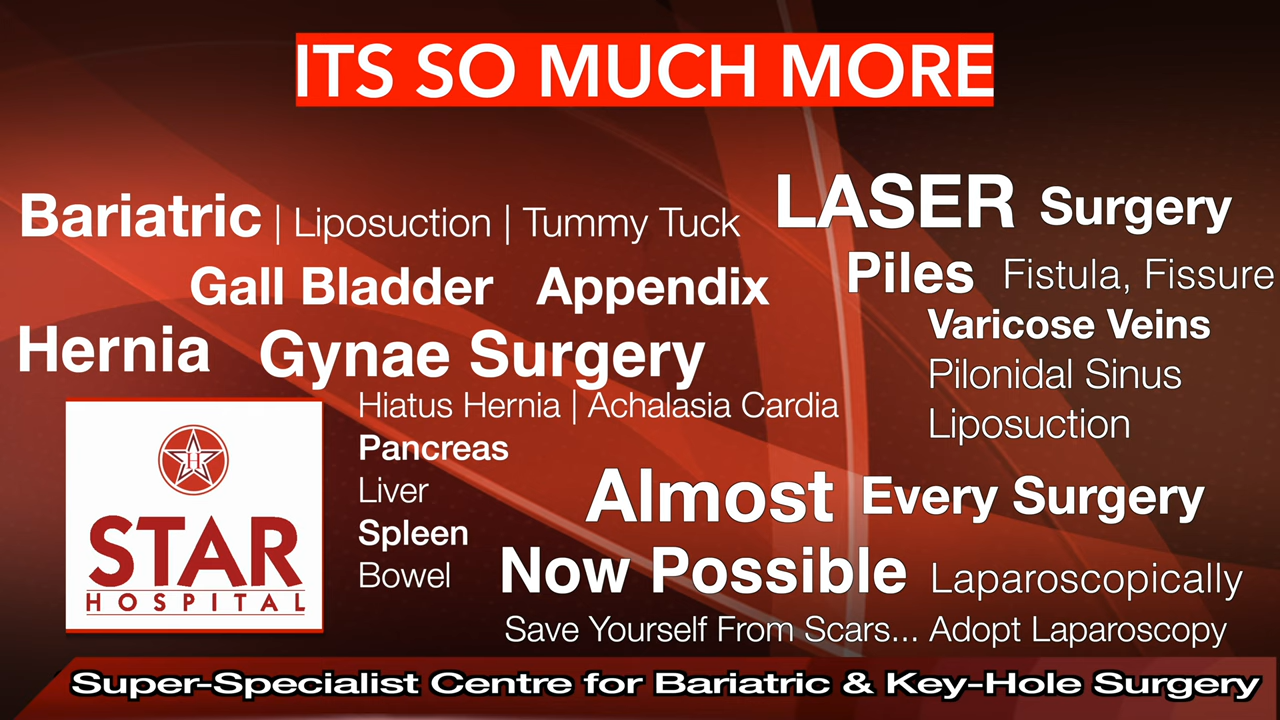 ITS SO MUCH MORE
Bariatric | Liposuction | Tummy Tuck
Gall Bladder Appendix
Hernia Gynae Surgery
Hiatus Hernia | Achalasia Cardia
Pancreas
Liver
Spleen
Bowel
LASER Surgery
Piles Fistula, Fissure
Varicose Veins
Pilonidal Sinus
Liposuction
Almost Every Surgery
Now Possible Laparoscopically
Save Yourself From Scars... Adopt Laparoscopy
H
STAR
HOSPITAL
Super-Specialist Centre for Bariatric & Key-Hole Surgery